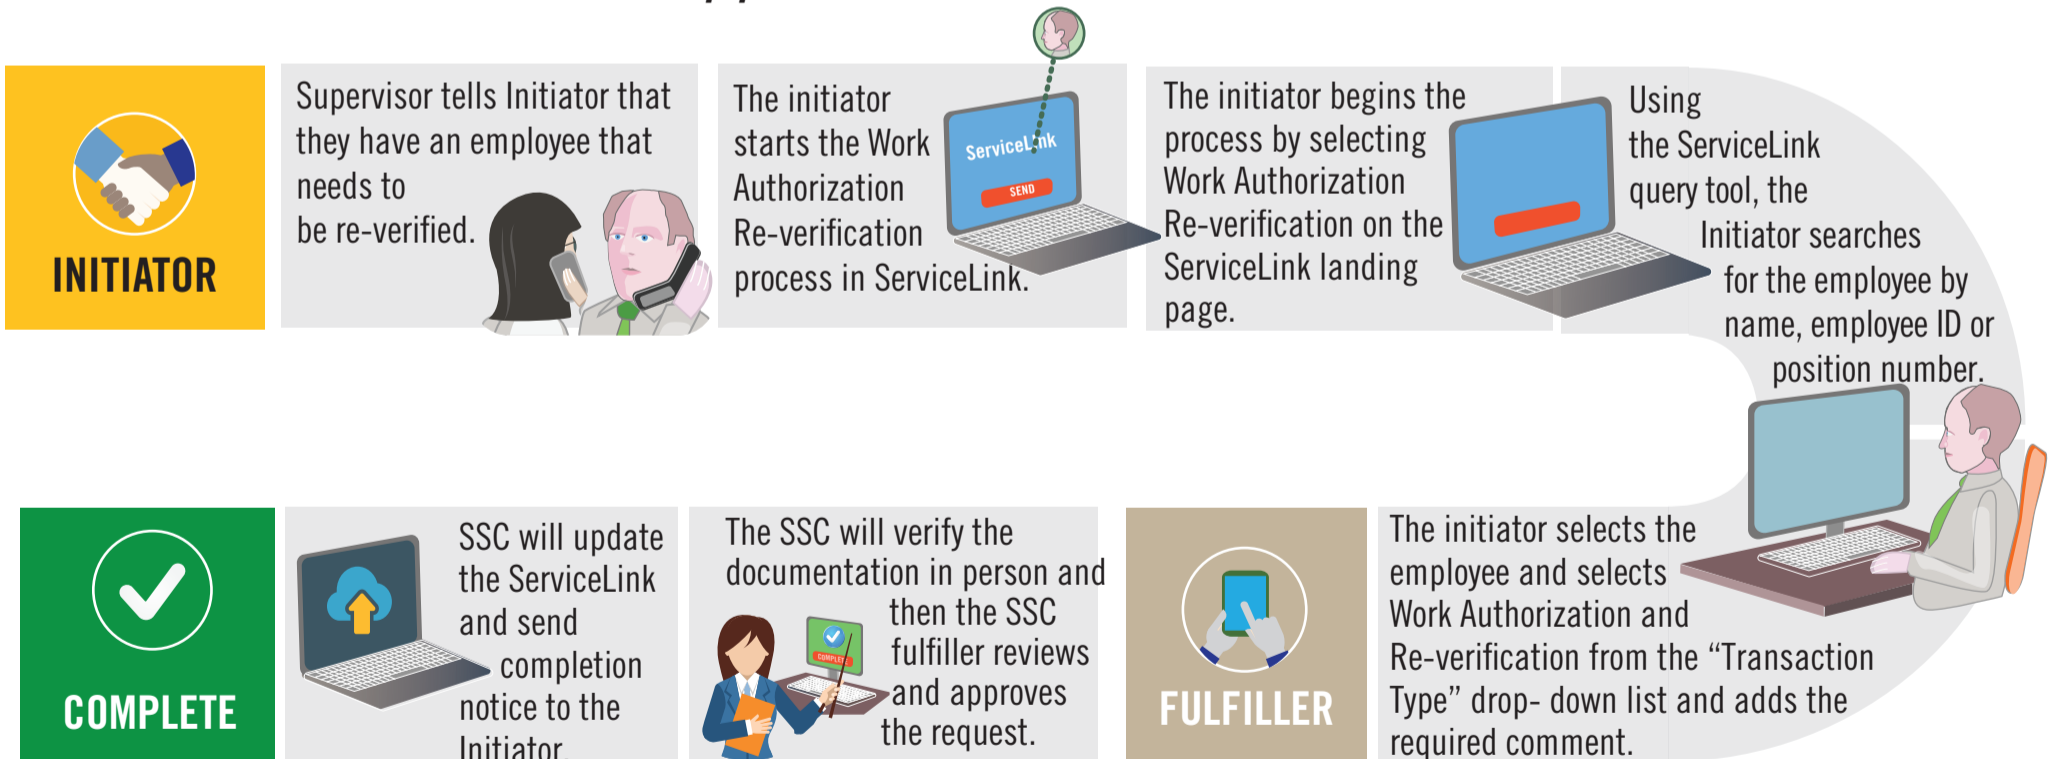 INITIATOR
Supervisor tells Initiator that
they have an employee that
needs to
be re-verified.
The initiator
starts the Work
Authorization
Re-verification
process in ServiceLink.
ServiceLink
SEND
The initiator begins the
process by selecting
Work Authorization
Re-verification on the
ServiceLink landing
page.
Using
the ServiceLink
query tool, the
Initiator searches
for the employee by
name, employee ID or
position number.
The initiator selects the
employee and selects
Work Authorization and
Re-verification from the “Transaction
Type” drop- down list and adds the
required comment.
FULFILLER
The SSC will verify the
documentation in person and
then the SSC
fulfiller reviews
and approves
the request.
COMPLETE
SSC will update
the ServiceLink
and send
completion
notice to the
Initiator.
COMPLETE